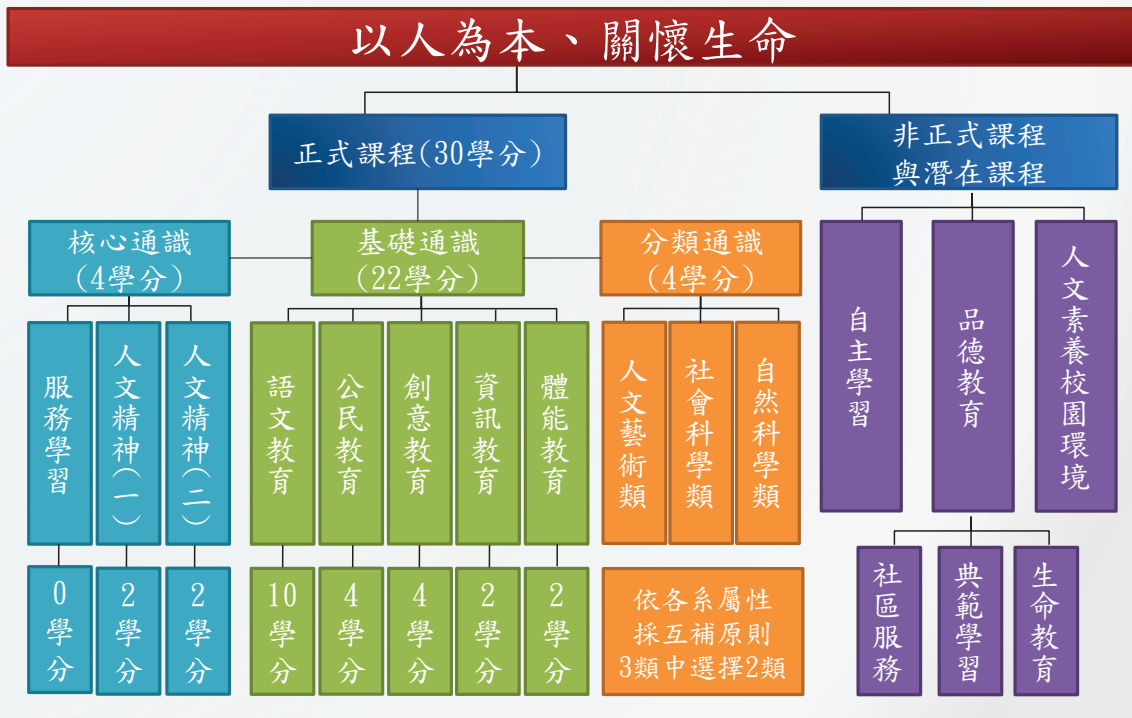 以人為本、關懷生命
正式課程(30學分)
非正式課程
與潛在課程
核心通識
(4學分)
基礎通識
(22學分)
分類通識
(4學分)
服務學習
人文精神(一)
人文精神(二)
語文教育
公民教育
創意教育
資訊教育
體能教育
人文藝術類
社會科學類
自然科學類
自主學習
品德教育
人文素養校園環境
0學分
2學分
2學分
10學分
4學分
4學分
2學分
2學分
依各系屬性
採互補原則
3類中選擇2類
社區服務
典範學習
生命教育